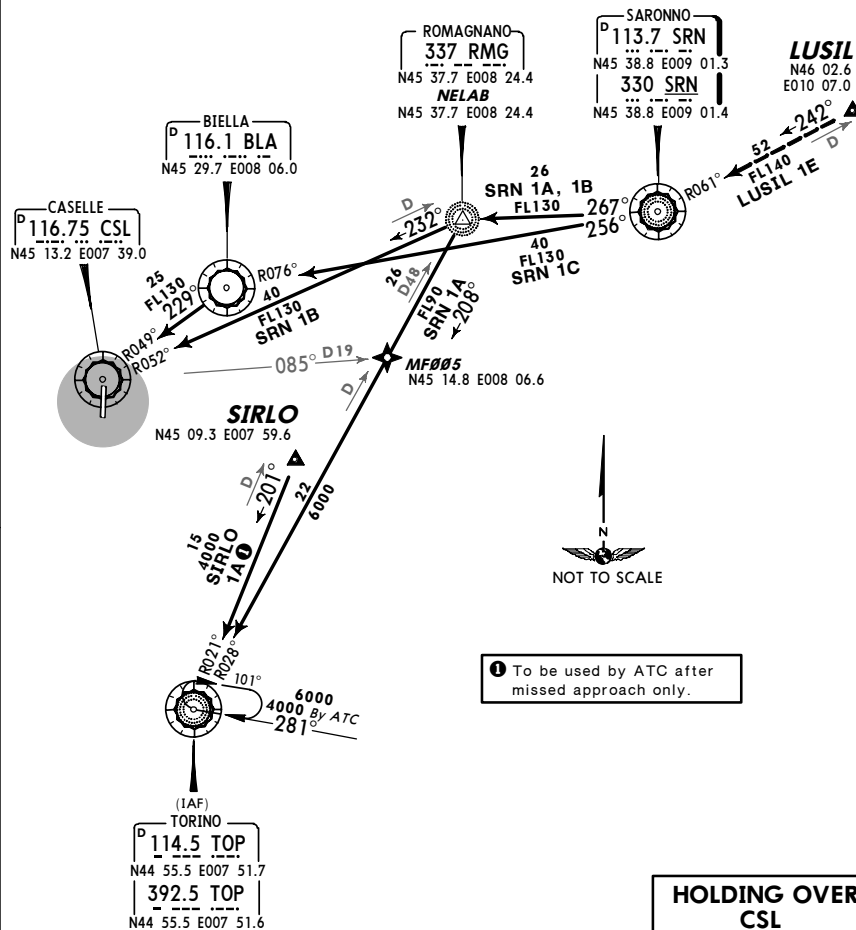 SARONNO
D 113.7 SRN
N45 38.8 E009 01.3
330 SRN
N45 38.8 E009 01.4
ROMAGNANO
337 RMG
N45 37.7 E008 24.4
NELAB
N45 37.7 E008 24.4
LUSIL
N46 02.6
E010 07.0
BIELLA
D 116.1 BLA
N45 29.7 E008 06.0
CASELLE
D 116.75 CSL
N45 13.2 E007 39.0
242°
D
52
FL140
LUSIL 1E
R061°
26
SRN 1A, 1B
FL130
267°
256°
40
FL130
SRN 1C
D
232°
R076°
40
FL130
SRN 1B
25
FL130
229°
R049°
R052°
26
D48
FL90
SRN 1A
208°
085° D19
MFØØ5
N45 14.8 E008 06.6
D
SIRLO
N45 09.3 E007 59.6
D
201°
22
6000
15
4000
SIRLO
1A 1
N
NOT TO SCALE
1 To be used by ATC after
missed approach only.
R021°
R028°
101°
6000
4000 By ATC
281°
(IAF)
TORINO
D 114.5 TOP
N44 55.5 E007 51.7
392.5 TOP
N44 55.5 E007 51.6
HOLDING OVER
CSL